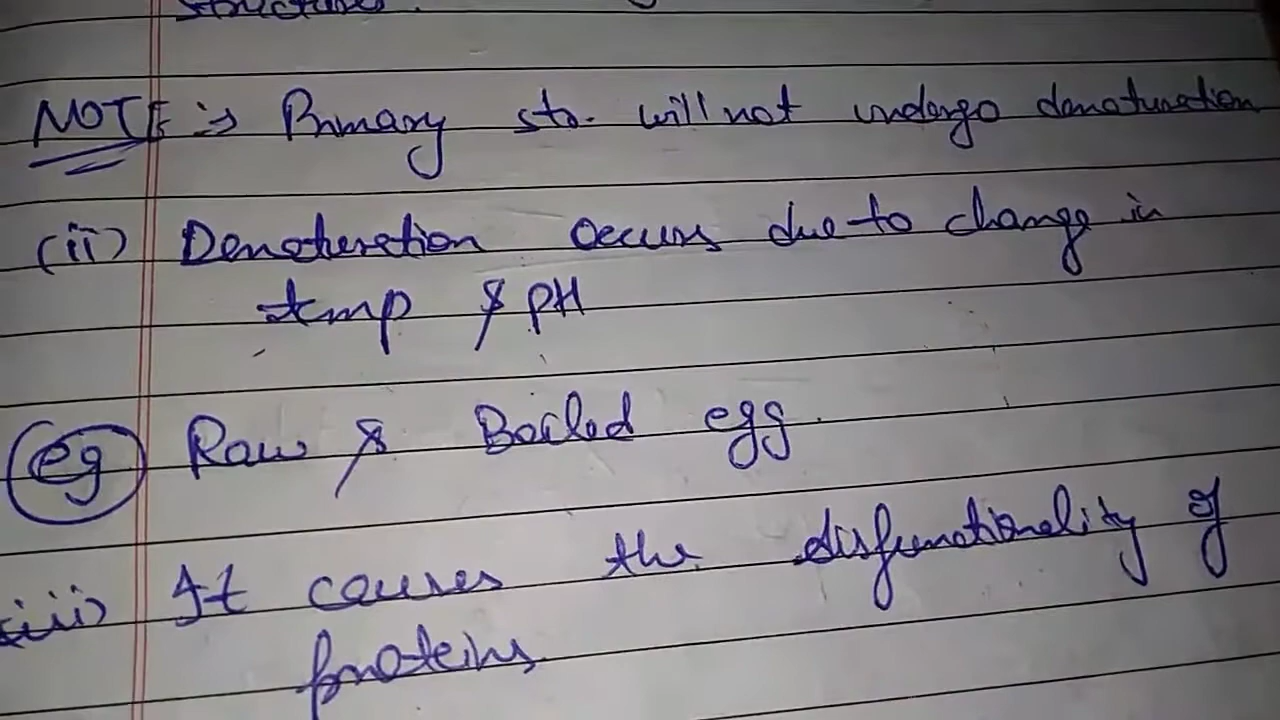 structures.
NOTE :→ Primary str. will not undergo denaturation
(ii) Denaturation occurs due to change in
temp & PH
eg Raw & Boiled egg.
(iii) It causes the disfunctionality of
proteins